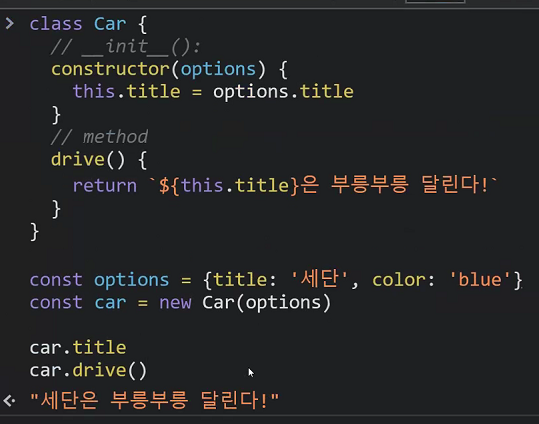 > class Car {
// __init__():
constructor(options) {
this.title = options.title
}
// method
drive() {
return `${this.title}은 부릉부릉 달린다!`
}
}
const options = {title: '세단', color: 'blue'}
const car = new Car(options)
car.title
car.drive()
"세단은 부릉부릉 달린다!"